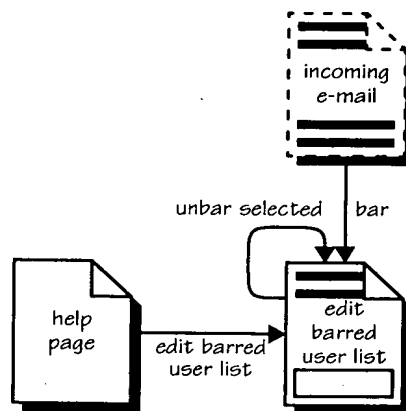 incoming
e-mail
unbar selected
bar
help
page
edit barred
user list
edit
barred
user list